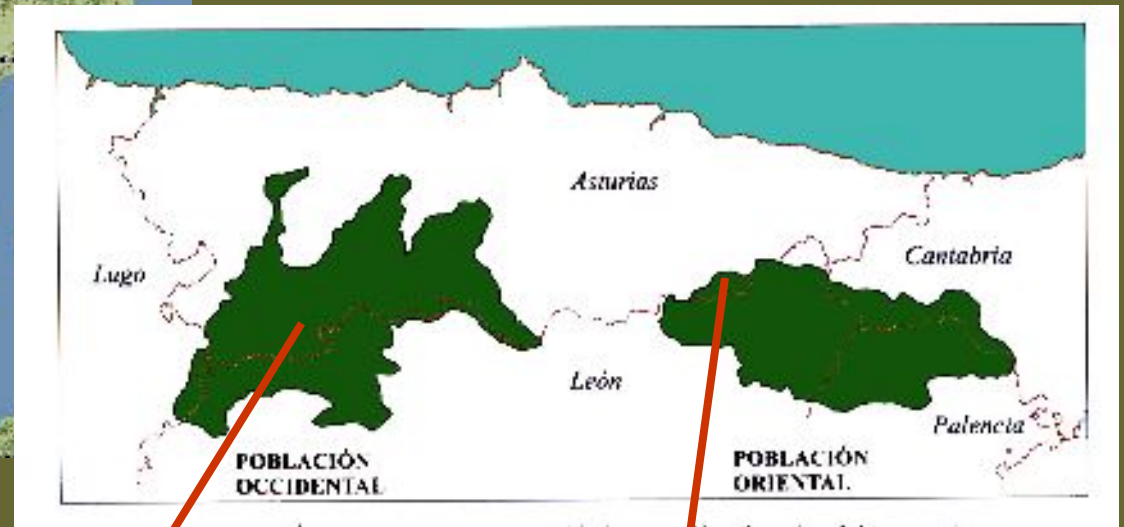 Asturias
Lugo
Cantabria
León
Palencia
POBLACIÓN
OCCIDENTAL
POBLACIÓN
ORIENTAL